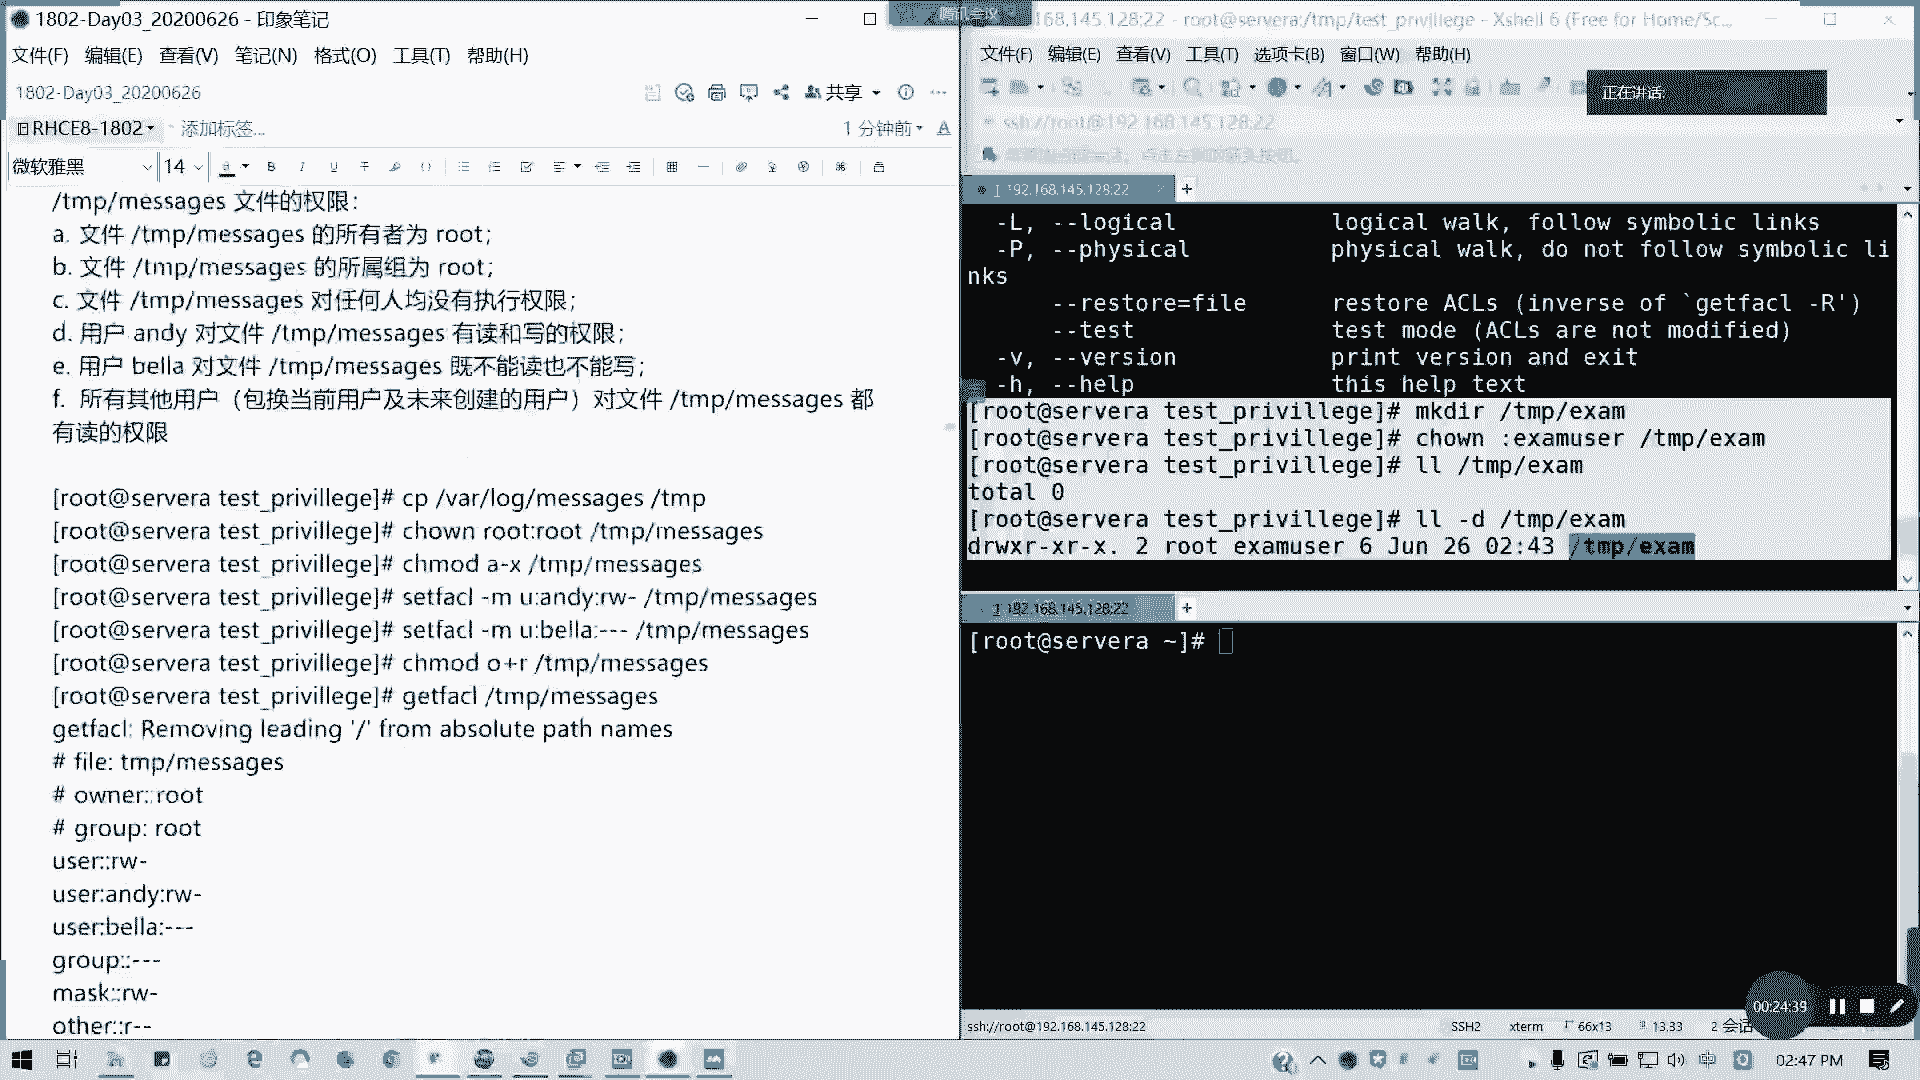 1802-Day03_20200626 - 印象笔记
文件(F) 编辑(E) 查看(V) 笔记(N) 格式(O) 工具(T) 帮助(H)
1802-Day03_20200626
共享
RHCE8-1802
添加标签...
1 分钟前
微软雅黑 14
/tmp/messages 文件的权限：
a. 文件 /tmp/messages 的所有者为 root；
b. 文件 /tmp/messages 的所属组为 root；
c. 文件 /tmp/messages 对任何人均没有执行权限；
d. 用户 andy 对文件 /tmp/messages 有读和写的权限；
e. 用户 bella 对文件 /tmp/messages 既不能读也不能写；
f. 所有其他用户（包换当前用户及未来创建的用户）对文件 /tmp/messages 都
有读的权限
[root@servera test_privillege]# cp /var/log/messages /tmp
[root@servera test_privillege]# chown root:root /tmp/messages
[root@servera test_privillege]# chmod a-x /tmp/messages
[root@servera test_privillege]# setfacl -m u:andy:rw- /tmp/messages
[root@servera test_privillege]# setfacl -m u:bella:--- /tmp/messages
[root@servera test_privillege]# chmod o+r /tmp/messages
[root@servera test_privillege]# getfacl /tmp/messages
getfacl: Removing leading '/' from absolute path names
# file: tmp/messages
# owner: root
# group: root
user::rw-
user:andy:rw-
user:bella:---
group::---
mask::rw-
other::r--
腾讯会议
168.145.128:22 - root@servera:/tmp/test_privillege - Xshell 6 (Free for Home/Sc...
文件(F) 编辑(E) 查看(V) 工具(T) 选项卡(B) 窗口(W) 帮助(H)
正在讲话:
ssh://root@192.168.145.128:22
1 192.168.145.128:22
-L, --logical logical walk, follow symbolic links
-P, --physical physical walk, do not follow symbolic li
nks
--restore=file restore ACLs (inverse of `getfacl -R')
--test test mode (ACLs are not modified)
-v, --version print version and exit
-h, --help this help text
[root@servera test_privillege]# mkdir /tmp/exam
[root@servera test_privillege]# chown :examuser /tmp/exam
[root@servera test_privillege]# ll /tmp/exam
total 0
[root@servera test_privillege]# ll -d /tmp/exam
drwxr-xr-x. 2 root examuser 6 Jun 26 02:43 /tmp/exam
1 192.168.145.128:22
[root@servera ~]#
00:24:39
ssh://root@192.168.145.128:22 SSH2 xterm 66x13 13,33 2 会话
02:47 PM